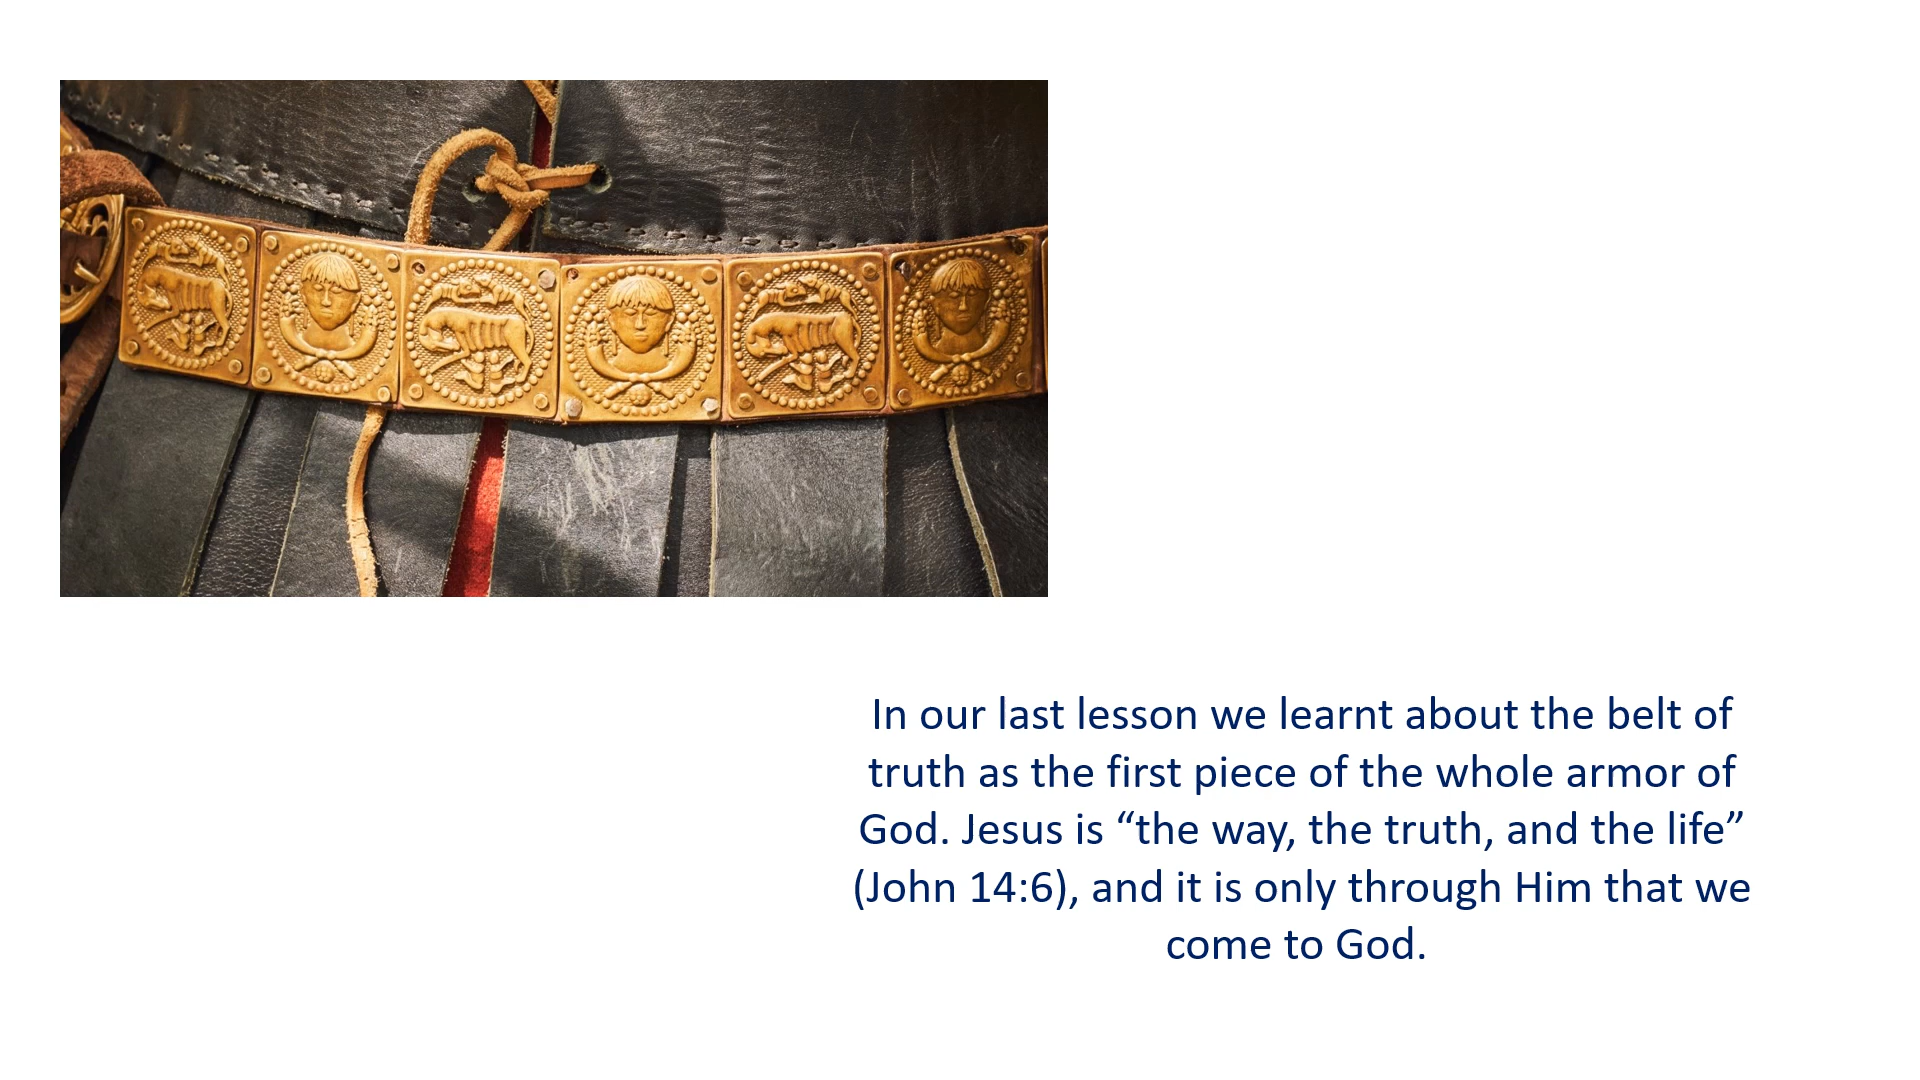 In our last lesson we learnt about the belt of
truth as the first piece of the whole armor of
God. Jesus is “the way, the truth, and the life”
(John 14:6), and it is only through Him that we
come to God.